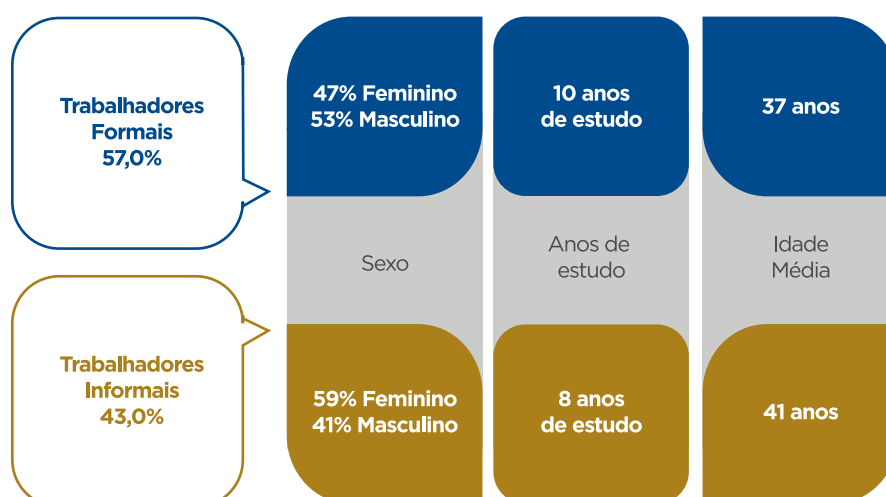 Trabalhadores
Formais
57,0%
47% Feminino
53% Masculino
10 anos
de estudo
37 anos
Sexo
Anos de
estudo
Idade
Média
Trabalhadores
Informais
43,0%
59% Feminino
41% Masculino
8 anos
de estudo
41 anos